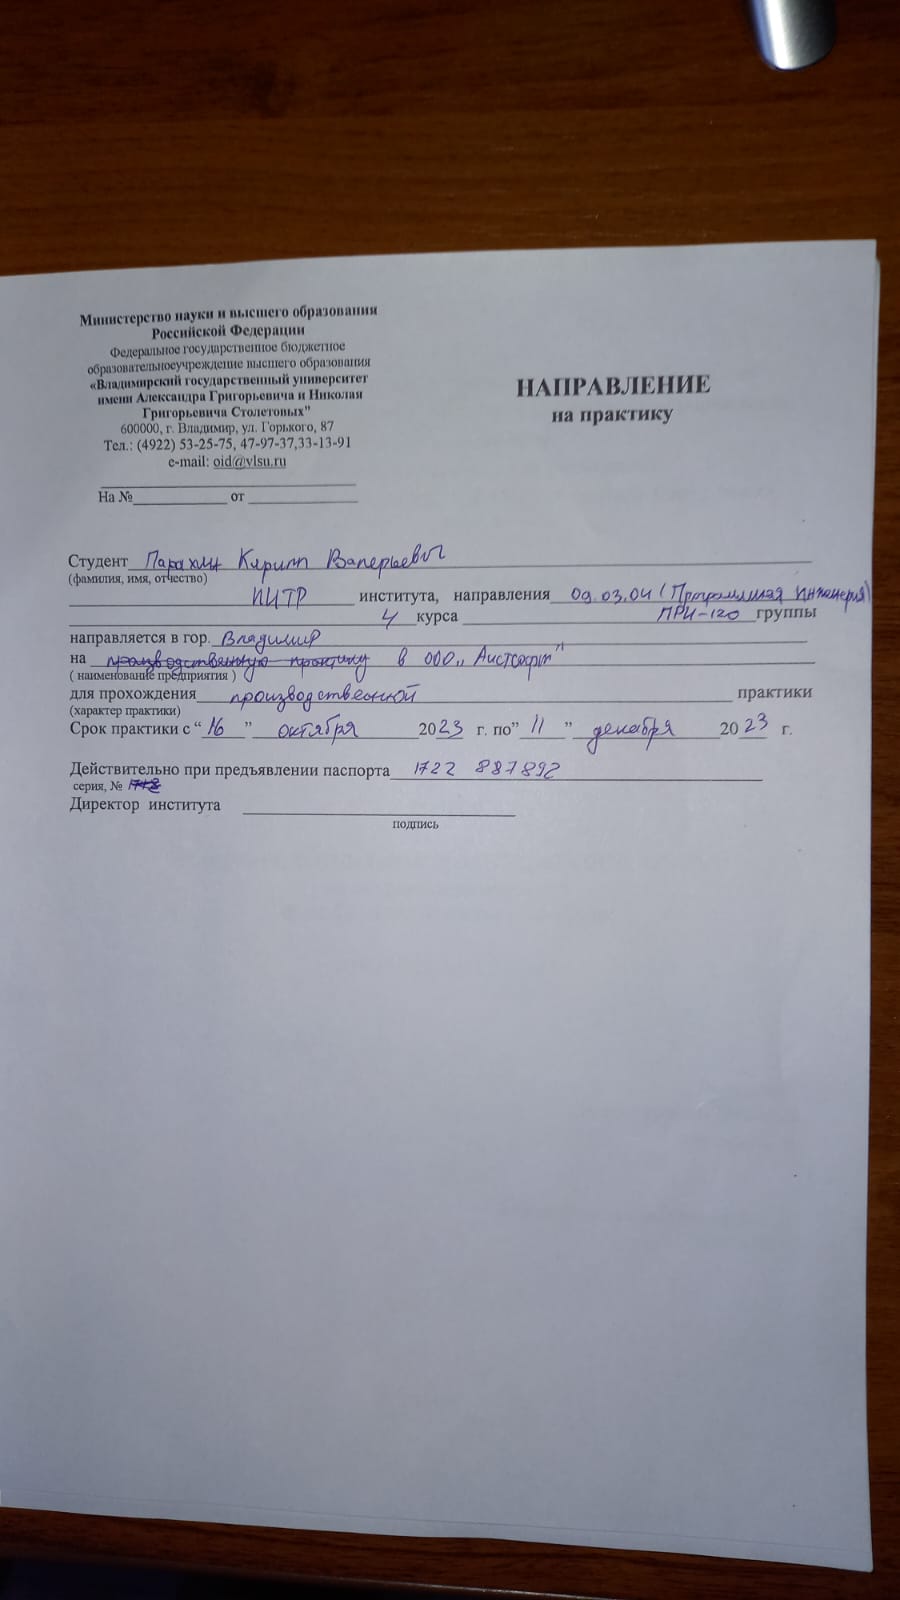 Министерство науки и высшего образования
Российской Федерации
Федеральное государственное бюджетное
образовательноеучреждение высшего образования
«Владимирский государственный университет
имени Александра Григорьевича и Николая
Григорьевича Столетовых"
600000, г. Владимир, ул. Горького, 87
Тел.: (4922) 53-25-75, 47-97-37,33-13-91
e-mail: oid@vlsu.ru
На №____________ от ______________
НАПРАВЛЕНИЕ
на практику
Студент Парахин Кирилл Валерьевич
(фамилия, имя, отчество)
ИИТР института, направления 09.03.04 (Программная инженерия)
4 курса ПРИ-120 группы
направляется в гор. Владимир
на производственную практику в ООО „Аистсофт"
( наименование предприятия )
для прохождения производственной практики
(характер практики)
Срок практики с “ 16 ” октября 2023 г. по” 11 ” декабря 2023 г.
Действительно при предъявлении паспорта 1722 887892
серия, №
Директор института
подпись